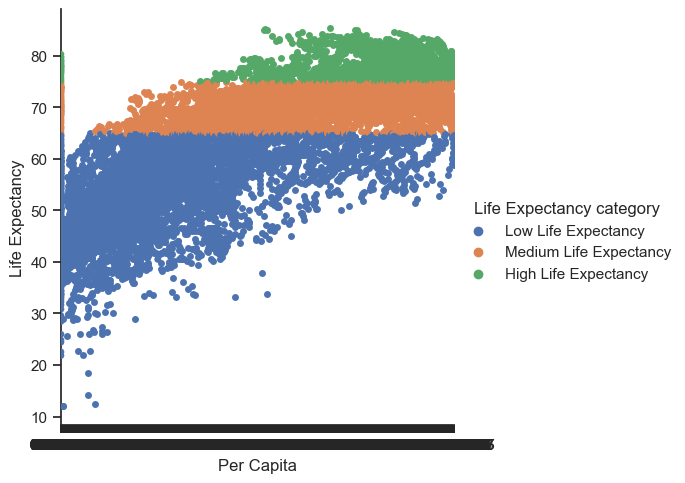 80
70
60
50
40
30
20
10
Life Expectancy
Per Capita
Life Expectancy category
Low Life Expectancy
Medium Life Expectancy
High Life Expectancy